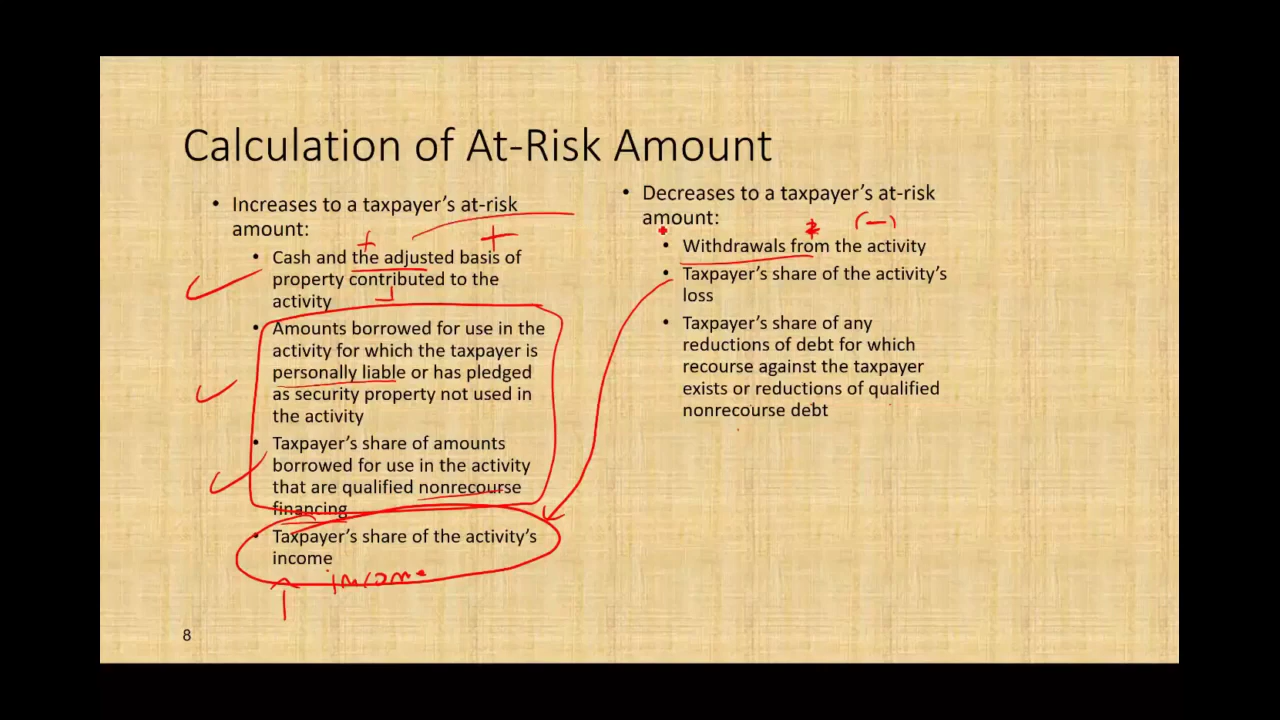 Calculation of At-Risk Amount
• Increases to a taxpayer's at-risk
amount:
• Cash and the adjusted basis of
property contributed to the
activity
• Amounts borrowed for use in the
activity for which the taxpayer is
personally liable or has pledged
as security property not used in
the activity
• Taxpayer's share of amounts
borrowed for use in the activity
that are qualified nonrecourse
financing
• Taxpayer's share of the activity's
income
income
• Decreases to a taxpayer's at-risk
amount:
(-)
• Withdrawals from the activity
• Taxpayer's share of the activity's
loss
• Taxpayer's share of any
reductions of debt for which
recourse against the taxpayer
exists or reductions of qualified
nonrecourse debt
8